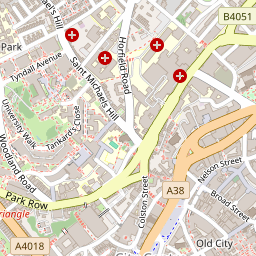 B4051
Park
Tyndall Avenue
Saint Michaels Hill
Horfield Road
University Walk
Tankard's Close
Woodland Road
Park Row
A38
Nelson Street
Broad Street
Colston Street
A4018
Old City